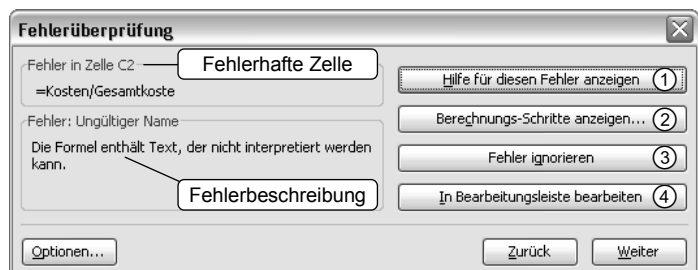 Fehlerüberprüfung
Fehler in Zelle C2
Fehlerhafte Zelle
=Kosten/Gesamtkoste
Fehler: Ungültiger Name
Die Formel enthält Text, der nicht interpretiert werden
kann.
Fehlerbeschreibung
Hilfe für diesen Fehler anzeigen 1
Berechnungs-Schritte anzeigen... 2
Fehler ignorieren 3
In Bearbeitungsleiste bearbeiten 4
Optionen...
Zurück
Weiter